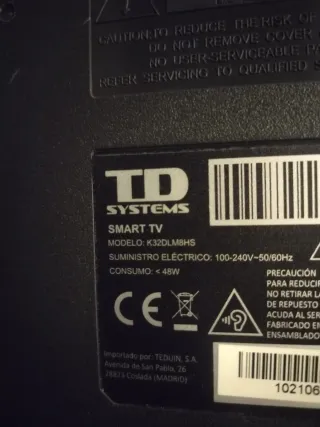 CAUTION:TO REDUCE THE RISK OF
DO NOT REMOVE COVER
NO USER-SERVICEABLE PA
REFER SERVICING TO QUALIFIED S
TD
SYSTEMS
SMART TV
MODELO: K32DLM8HS
SUMINISTRO ELÉCTRICO: 100-240V~50/60Hz
CONSUMO: < 48W
PRECAUCIÓN
PARA REDUCIR
NO RETIRAR LA
DE REPUESTO
ACUDA AL SER
FABRICADO EN
ENSAMBLADO
CE
Importado por: TEDUIN, S.A.
Avenida de San Pablo, 26
28823 Coslada (MADRID)
102106